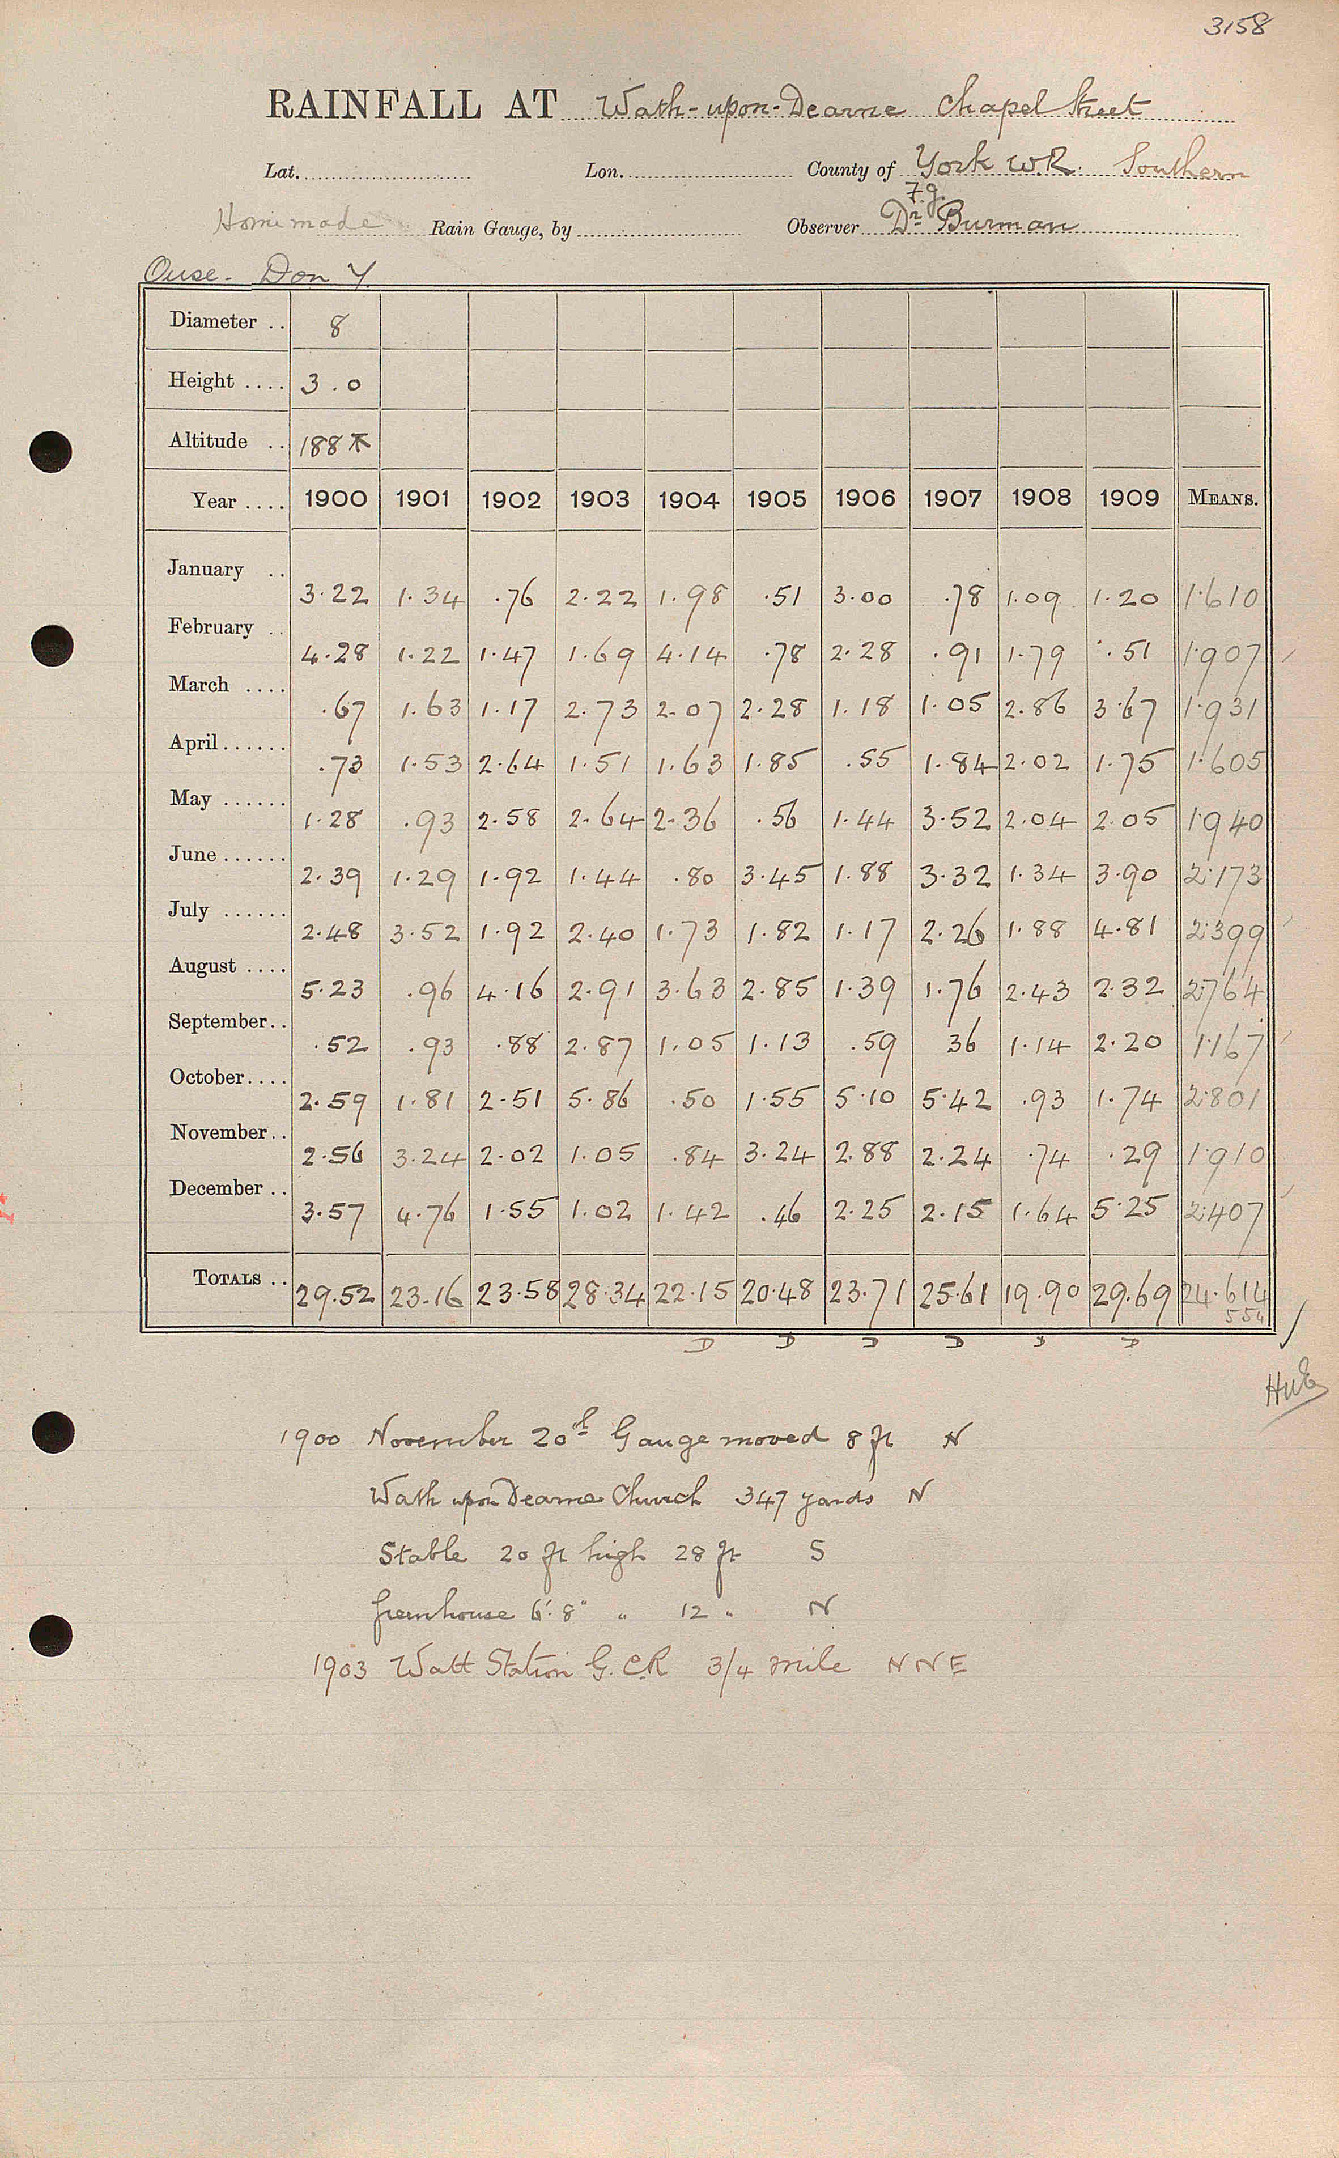 3158
RAINFALL AT Wath-upon-Dearne Chapel Street
Lat. Lon. County of York W.R. Southern
Homemade Rain Gauge, by Observer Dr. F.G. Burman
Ouse - Don Y
Diameter .. 8
Height .... 3.0
Altitude .. 188
Year .... 1900 1901 1902 1903 1904 1905 1906 1907 1908 1909 MEANS.
January .. 3.22 1.34 .76 2.22 1.98 .51 3.00 .78 1.09 1.20 1.610
February .. 4.28 1.22 1.47 1.69 4.14 .78 2.28 .91 1.79 .51 1.907
March .... .67 1.63 1.17 2.73 2.07 2.28 1.18 1.05 2.86 3.67 1.931
April ...... .73 1.53 2.64 1.51 1.63 1.85 .55 1.84 2.02 1.75 1.605
May ...... 1.28 .93 2.58 2.64 2.36 .56 1.44 3.52 2.04 2.05 1.940
June ...... 2.39 1.29 1.92 1.44 .80 3.45 1.88 3.32 1.34 3.90 2.173
July ...... 2.48 3.52 1.92 2.40 1.73 1.82 1.17 2.26 1.88 4.81 2.399
August .... 5.23 .96 4.16 2.91 3.63 2.85 1.39 1.76 2.43 2.32 2.764
September .. .52 .93 .88 2.87 1.05 1.13 .59 36 1.14 2.20 1.167
October .... 2.59 1.81 2.51 5.86 .50 1.55 5.10 5.42 .93 1.74 2.801
November .. 2.56 3.24 2.02 1.05 .84 3.24 2.88 2.24 .74 .29 1.910
December .. 3.57 4.76 1.55 1.02 1.42 .46 2.25 2.15 1.64 5.25 2.407
TOTALS .. 29.52 23.16 23.58 28.34 22.15 20.48 23.71 25.61 19.90 29.69 24.614
554
D D D D D D
1900 November 20th Gauge moved 8 ft N
Wath upon Dearne Church 347 yards N
Stable 20 ft high 28 ft S
Greenhouse 6'.8" " 12 " N
1903 Watt Station G.C.R 3/4 mile NNE